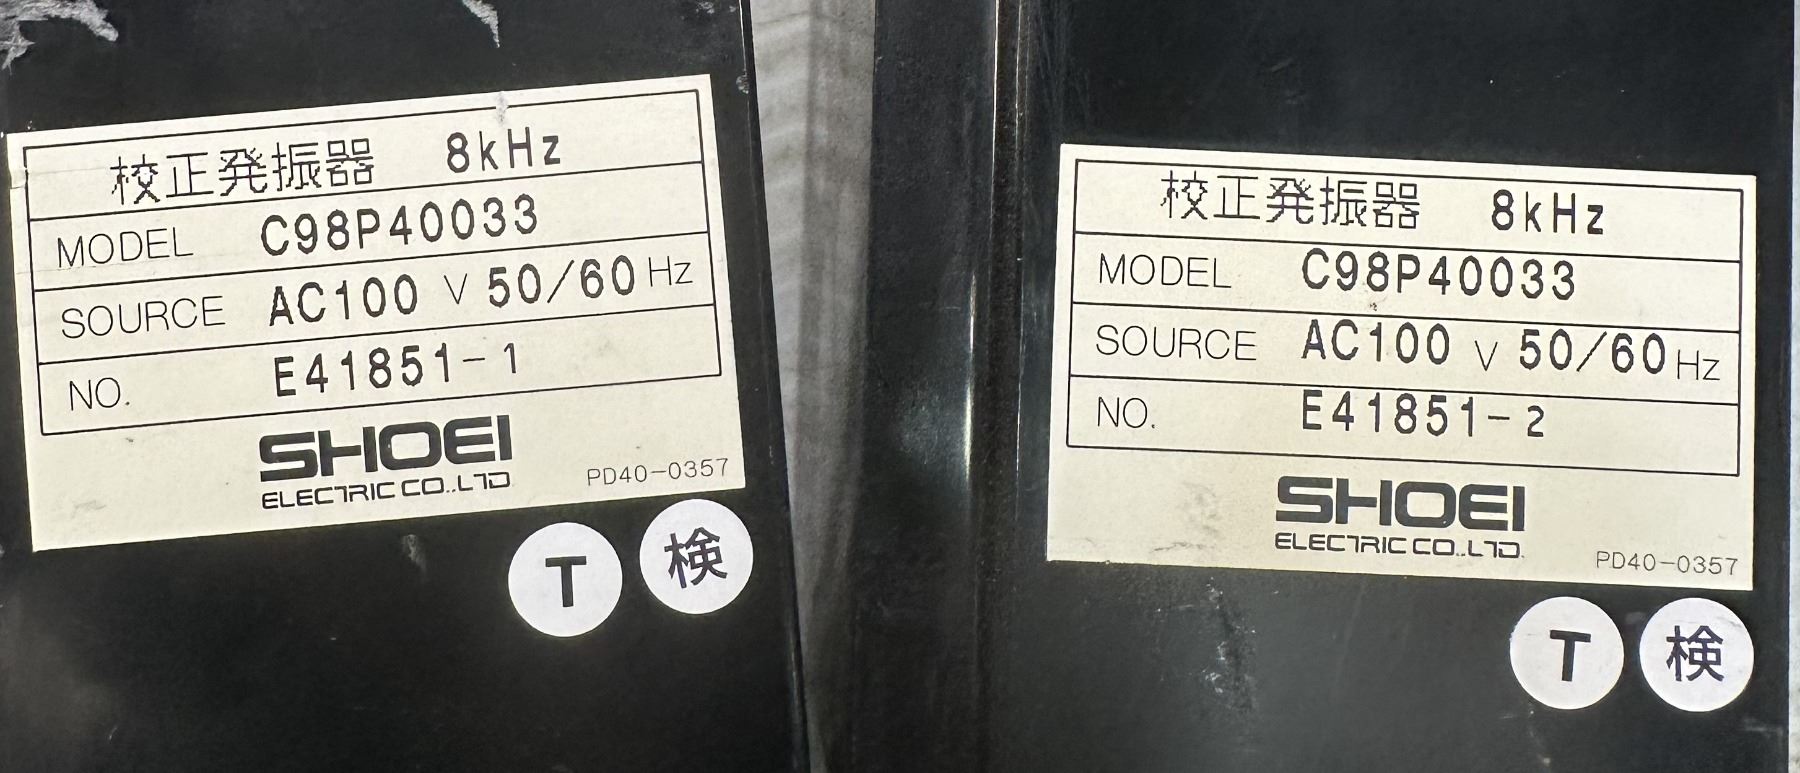 校正発振器 8kHz
MODEL C98P40033
SOURCE AC100 V 50/60 Hz
NO. E41851-1
SHOEI
ELECTRIC CO.,LTD.
PD40-0357
T
検
校正発振器 8kHz
MODEL C98P40033
SOURCE AC100 V 50/60 Hz
NO. E41851-2
SHOEI
ELECTRIC CO.,LTD.
PD40-0357
T
検